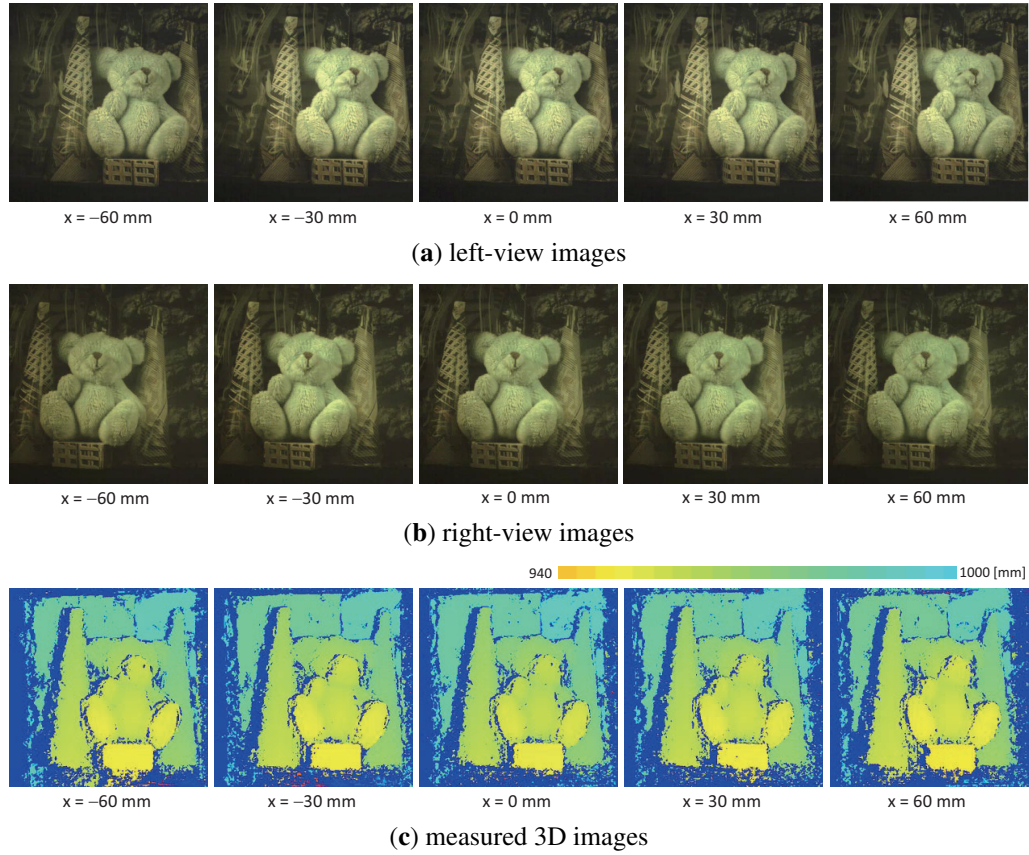 x = −60 mm
x = −30 mm
x = 0 mm
x = 30 mm
x = 60 mm
(a) left-view images
x = −60 mm
x = −30 mm
x = 0 mm
x = 30 mm
x = 60 mm
(b) right-view images
940 1000 [mm]
x = −60 mm
x = −30 mm
x = 0 mm
x = 30 mm
x = 60 mm
(c) measured 3D images